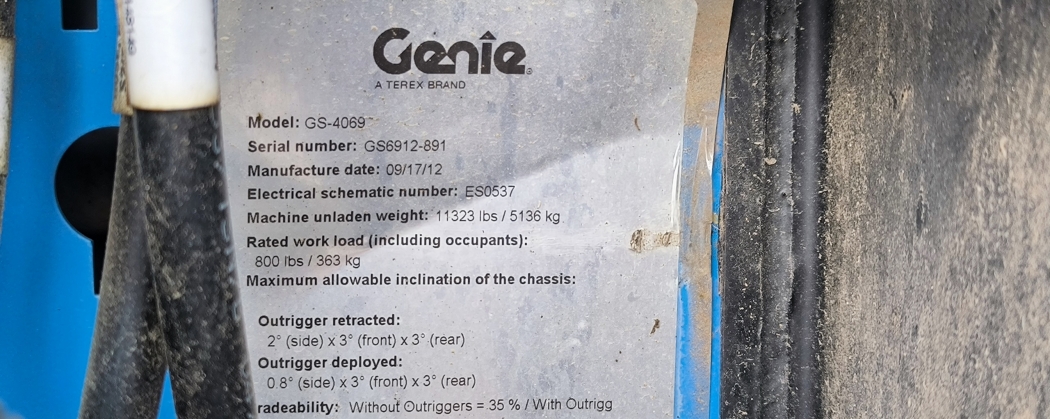 Genie
A TEREX BRAND
Model: GS-4069
Serial number: GS6912-891
Manufacture date: 09/17/12
Electrical schematic number: ES0537
Machine unladen weight: 11323 lbs / 5136 kg
Rated work load (including occupants):
800 lbs / 363 kg
Maximum allowable inclination of the chassis:
Outrigger retracted:
2° (side) x 3° (front) x 3° (rear)
Outrigger deployed:
0.8° (side) x 3° (front) x 3° (rear)
radeability: Without Outriggers = 35 % / With Outrigg